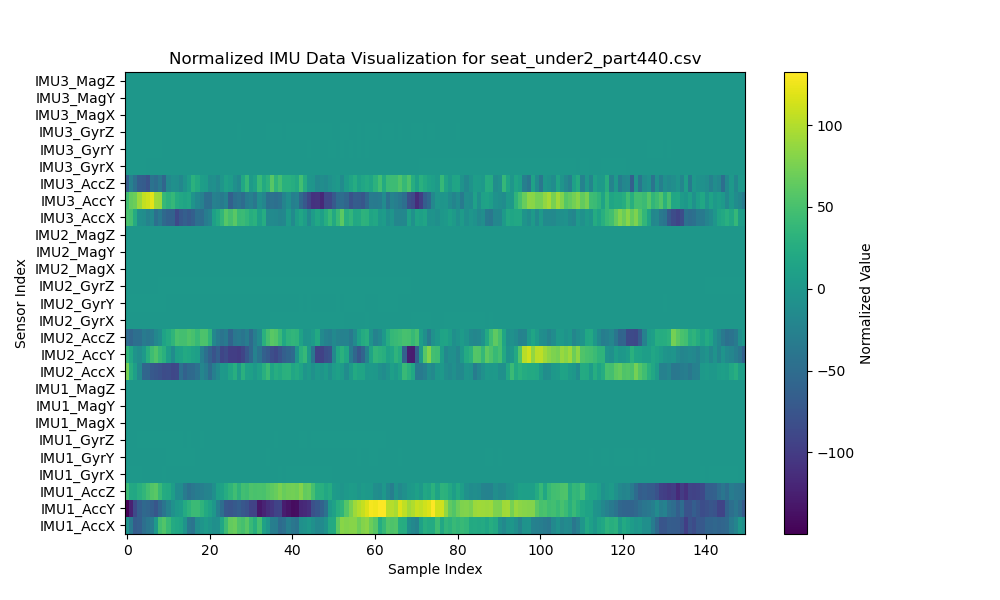 Normalized IMU Data Visualization for seat_under2_part440.csv
IMU3_MagZ
IMU3_MagY
IMU3_MagX
IMU3_GyrZ
IMU3_GyrY
IMU3_GyrX
IMU3_AccZ
IMU3_AccY
IMU3_AccX
IMU2_MagZ
IMU2_MagY
IMU2_MagX
IMU2_GyrZ
IMU2_GyrY
IMU2_GyrX
IMU2_AccZ
IMU2_AccY
IMU2_AccX
IMU1_MagZ
IMU1_MagY
IMU1_MagX
IMU1_GyrZ
IMU1_GyrY
IMU1_GyrX
IMU1_AccZ
IMU1_AccY
IMU1_AccX
Sensor Index
0 20 40 60 80 100 120 140
Sample Index
100
50
0
−50
−100
Normalized Value